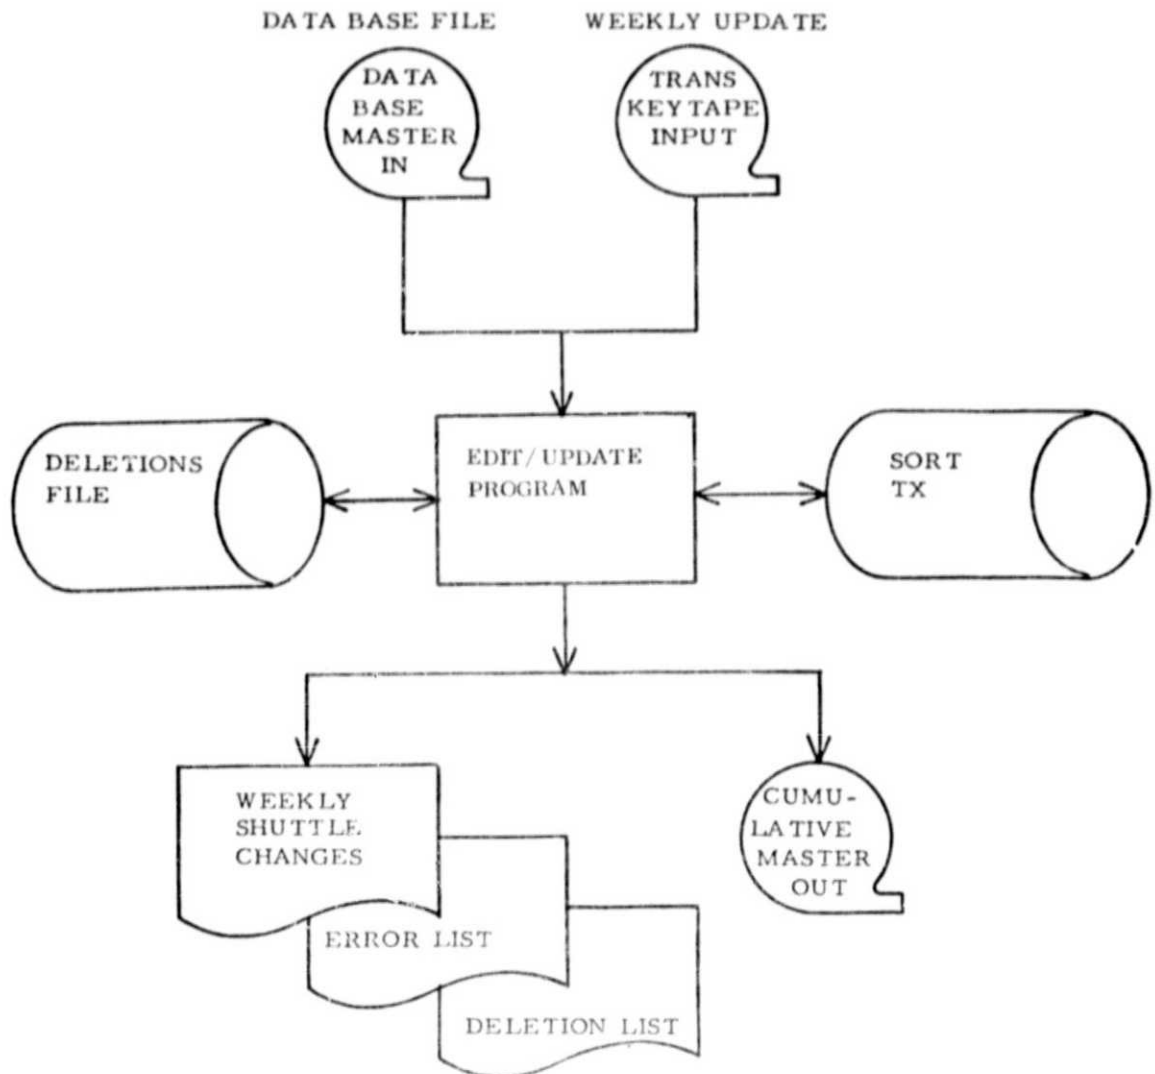 DATA BASE FILE
WEEKLY UPDATE
DATA
BASE
MASTER
IN
TRANS
KEYTAPE
INPUT
DELETIONS
FILE
EDIT/UPDATE
PROGRAM
SORT
TX
WEEKLY
SHUTTLE
CHANGES
ERROR LIST
DELETION LIST
CUMU-
LATIVE
MASTER
OUT